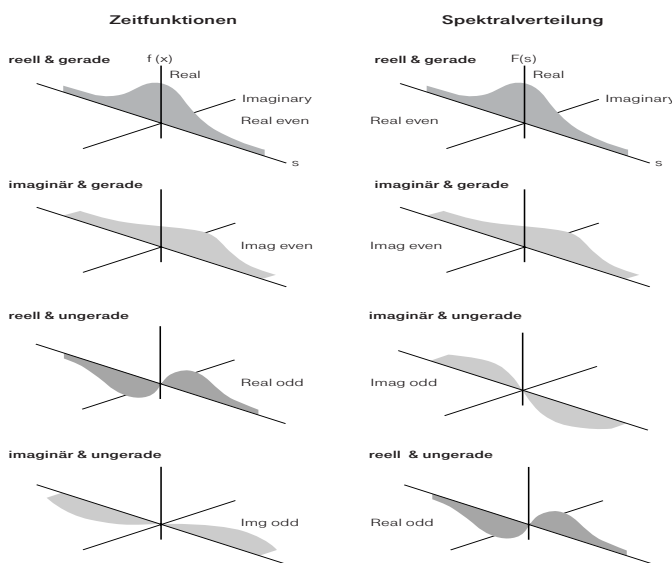 Zeitfunktionen
Spektralverteilung
reell & gerade
f (x)
Real
Imaginary
Real even
s
reell & gerade
F(s)
Real
Imaginary
Real even
s
imaginär & gerade
Imag even
imaginär & gerade
Imag even
reell & ungerade
Real odd
imaginär & ungerade
Imag odd
imaginär & ungerade
Img odd
reell & ungerade
Real odd